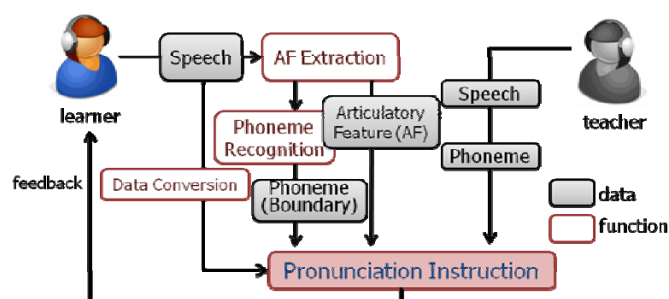 Speech
AF Extraction
learner
Speech
teacher
Phoneme
Recognition
Articulatory
Feature (AF)
Phoneme
feedback
Data Conversion
Phoneme
(Boundary)
data
function
Pronunciation Instruction